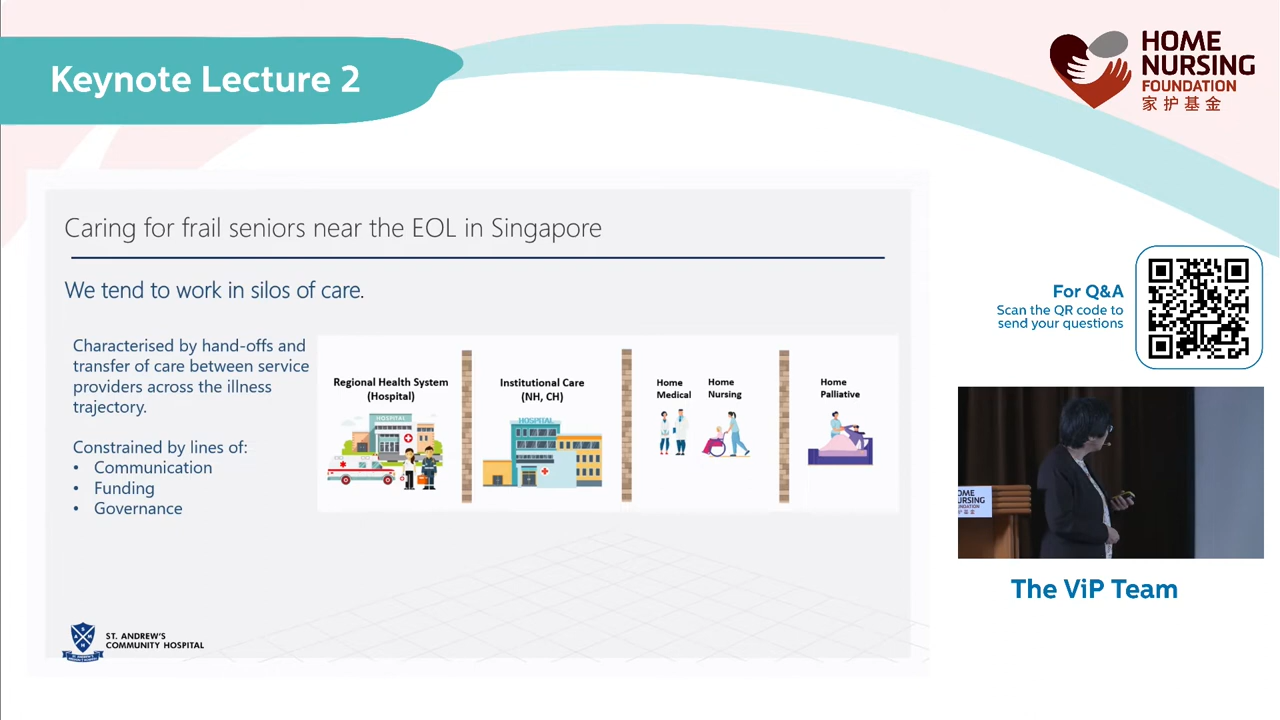 Keynote Lecture 2
HOME
NURSING
FOUNDATION
家护基金
Caring for frail seniors near the EOL in Singapore
We tend to work in silos of care.
Characterised by hand-offs and
transfer of care between service
providers across the illness
trajectory.
Constrained by lines of:
• Communication
• Funding
• Governance
Regional Health System
(Hospital)
HOSPITAL
Institutional Care
(NH, CH)
HOSPITAL
Home
Medical
Home
Nursing
Home
Palliative
ST. ANDREW'S
COMMUNITY HOSPITAL
For Q&A
Scan the QR code to
send your questions
OME
URSING
UNDATION
The ViP Team